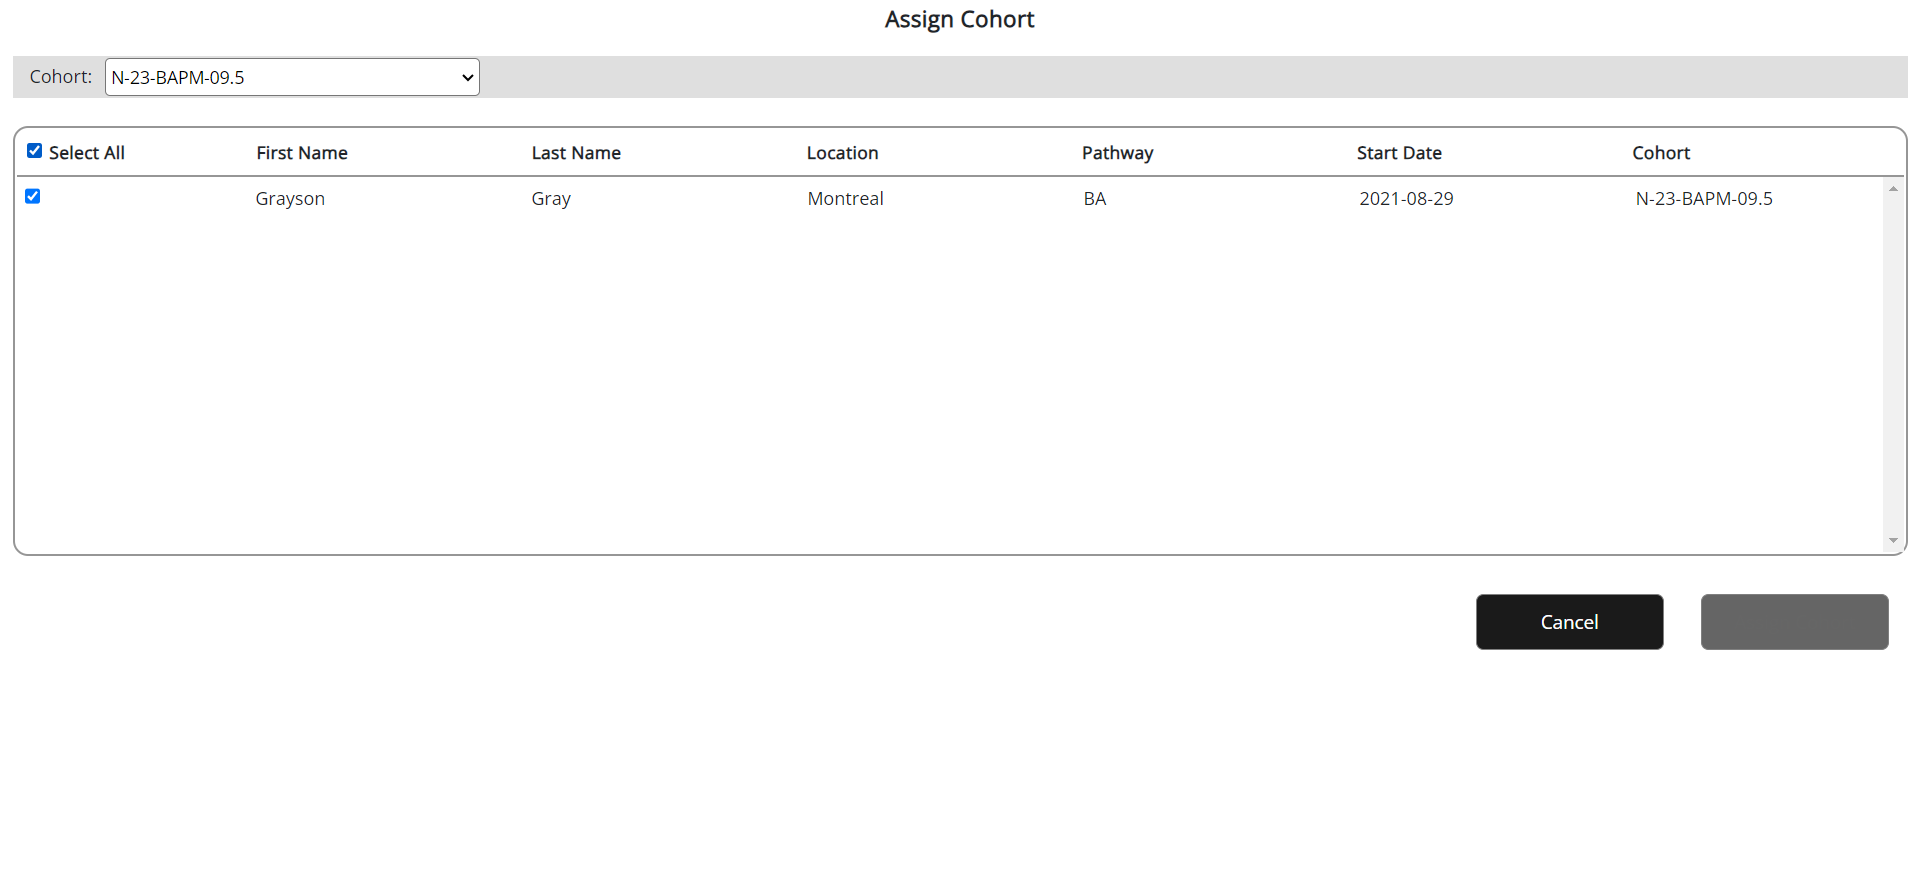 Assign Cohort
Cohort: N-23-BAPM-09.5
Select All First Name Last Name Location Pathway Start Date Cohort
Grayson Gray Montreal BA 2021-08-29 N-23-BAPM-09.5
Cancel